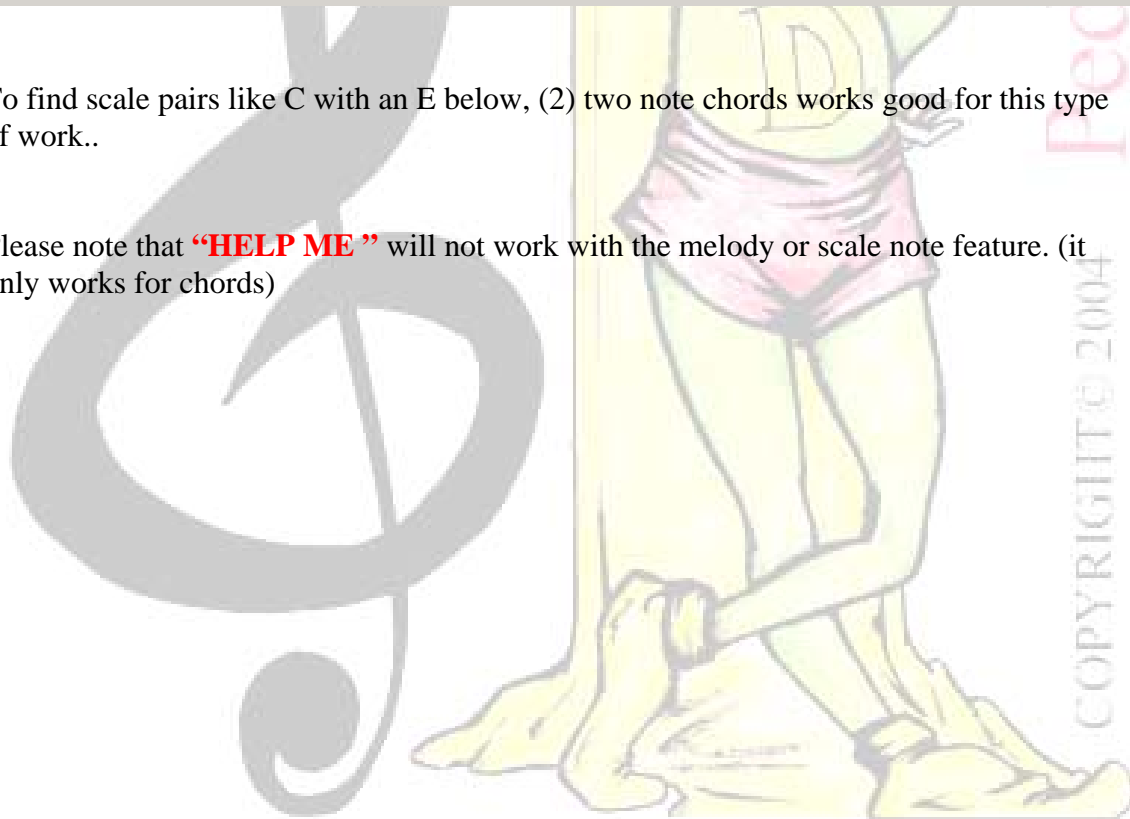 o find scale pairs like C with an E below, (2) two note chords works good for this type
f work..
lease note that “HELP ME ” will not work with the melody or scale note feature. (it
nly works for chords)
D
Ped
COPYRIGHT© 2004